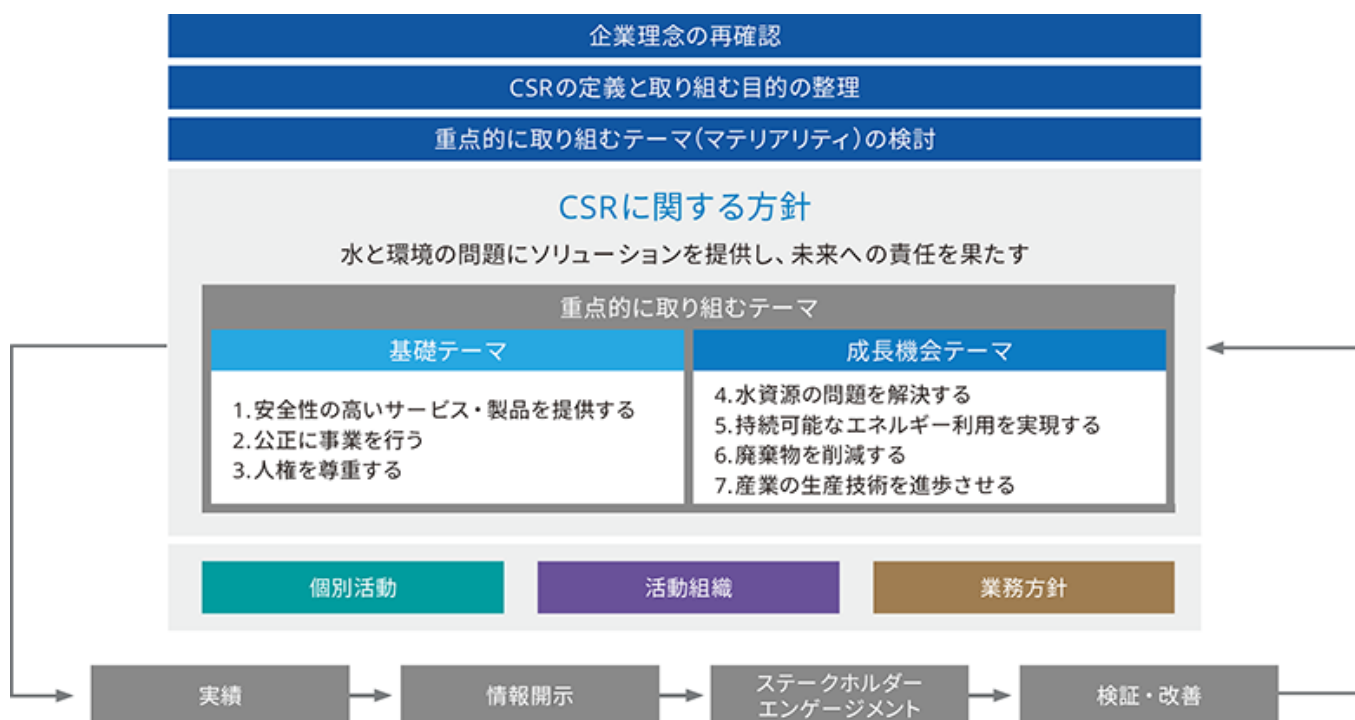 企業理念の再確認
CSRの定義と取り組む目的の整理
重点的に取り組むテーマ(マテリアリティ)の検討
CSRに関する方針
水と環境の問題にソリューションを提供し、未来への責任を果たす
重点的に取り組むテーマ
基礎テーマ
1.安全性の高いサービス・製品を提供する
2.公正に事業を行う
3.人権を尊重する
成長機会テーマ
4.水資源の問題を解決する
5.持続可能なエネルギー利用を実現する
6.廃棄物を削減する
7.産業の生産技術を進歩させる
個別活動
活動組織
業務方針
実績
情報開示
ステークホルダー
エンゲージメント
検証・改善